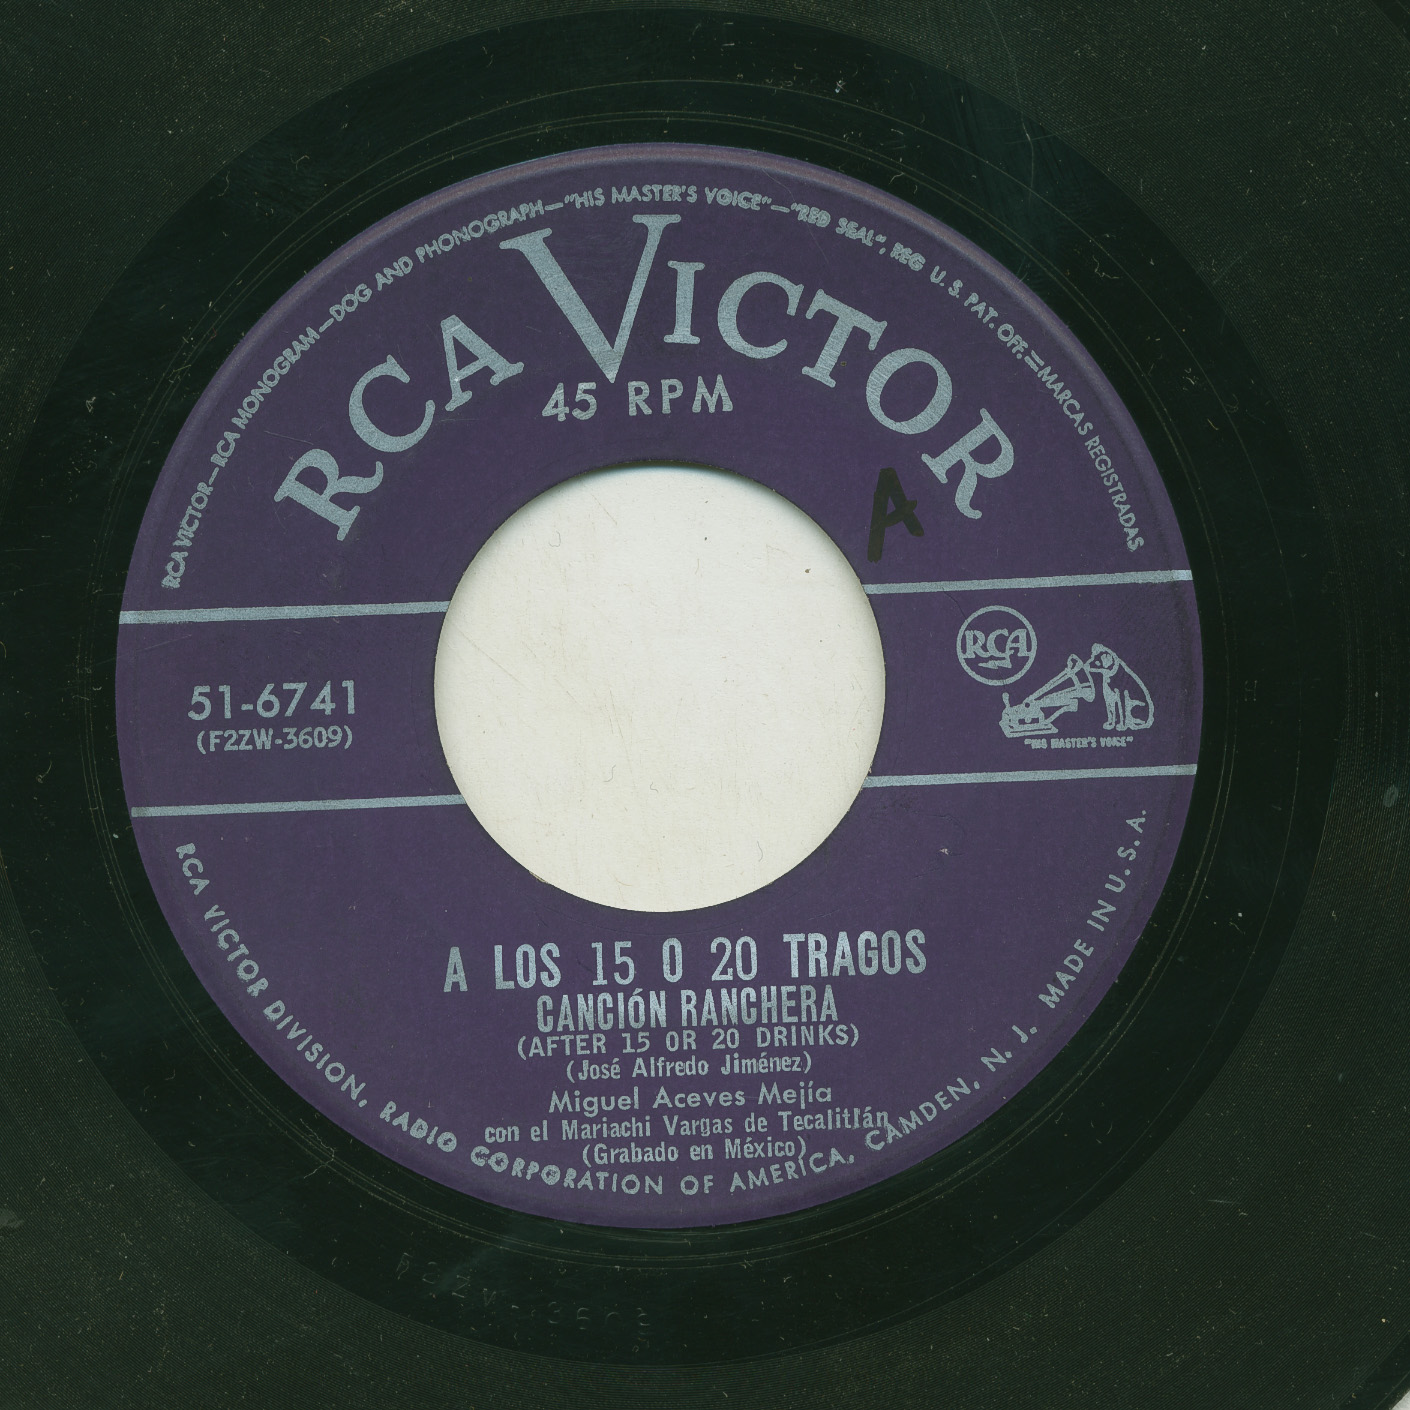 RCA VICTOR—RCA MONOGRAM—DOG AND PHONOGRAPH—"HIS MASTER'S VOICE"—"RED SEAL", REG U. S. PAT. OFF.=MARCAS REGISTRADAS
RCA VICTOR
45 RPM
A
RCA
51-6741
(F2ZW-3609)
"HIS MASTER'S VOICE"
A LOS 15 O 20 TRAGOS
CANCIÓN RANCHERA
(AFTER 15 OR 20 DRINKS)
(José Alfredo Jiménez)
Miguel Aceves Mejía
con el Mariachi Vargas de Tecalitlán
(Grabado en México)
RCA VICTOR DIVISION, RADIO CORPORATION OF AMERICA, CAMDEN, N. J. MADE IN U. S. A.